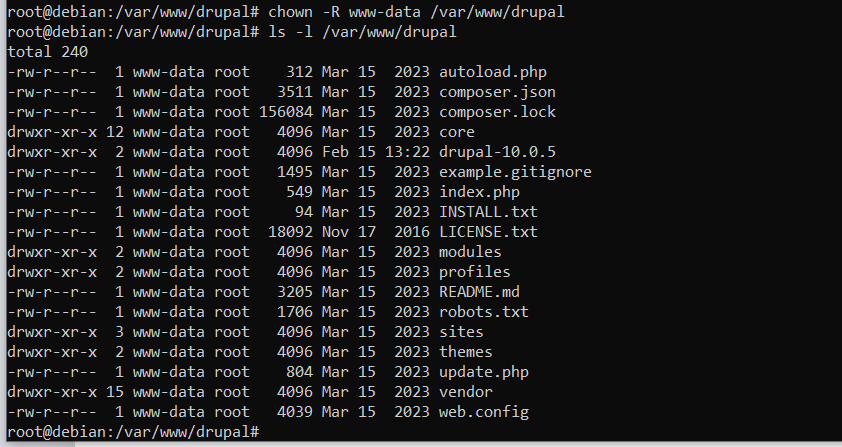 root@debian:/var/www/drupal# chown -R www-data /var/www/drupal
root@debian:/var/www/drupal# ls -l /var/www/drupal
total 240
-rw-r--r--  1 www-data root    312 Mar 15  2023 autoload.php
-rw-r--r--  1 www-data root   3511 Mar 15  2023 composer.json
-rw-r--r--  1 www-data root 156084 Mar 15  2023 composer.lock
drwxr-xr-x 12 www-data root   4096 Mar 15  2023 core
drwxr-xr-x  2 www-data root   4096 Feb 15 13:22 drupal-10.0.5
-rw-r--r--  1 www-data root   1495 Mar 15  2023 example.gitignore
-rw-r--r--  1 www-data root    549 Mar 15  2023 index.php
-rw-r--r--  1 www-data root     94 Mar 15  2023 INSTALL.txt
-rw-r--r--  1 www-data root  18092 Nov 17  2016 LICENSE.txt
drwxr-xr-x  2 www-data root   4096 Mar 15  2023 modules
drwxr-xr-x  2 www-data root   4096 Mar 15  2023 profiles
-rw-r--r--  1 www-data root   3205 Mar 15  2023 README.md
-rw-r--r--  1 www-data root   1706 Mar 15  2023 robots.txt
drwxr-xr-x  3 www-data root   4096 Mar 15  2023 sites
drwxr-xr-x  2 www-data root   4096 Mar 15  2023 themes
-rw-r--r--  1 www-data root    804 Mar 15  2023 update.php
drwxr-xr-x 15 www-data root   4096 Mar 15  2023 vendor
-rw-r--r--  1 www-data root   4039 Mar 15  2023 web.config
root@debian:/var/www/drupal#